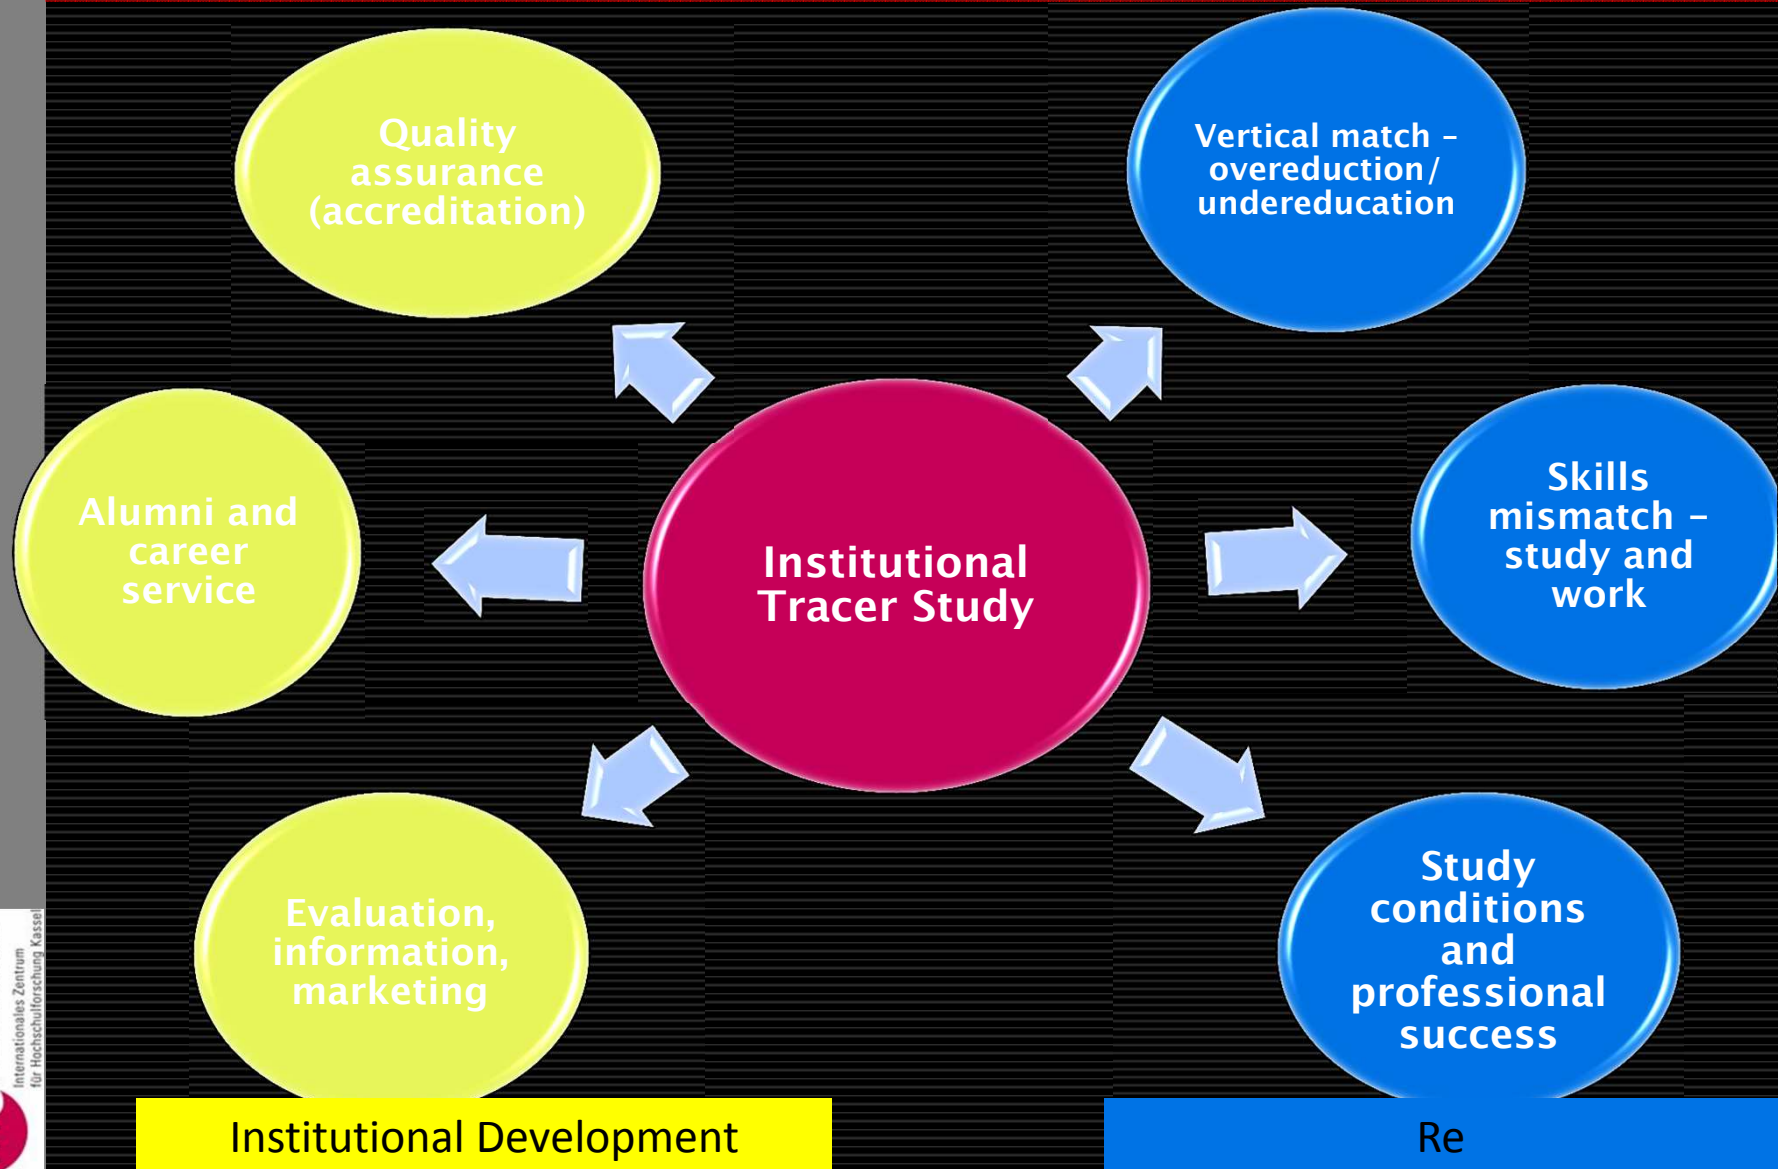 Quality
assurance
(accreditation)
Vertical match –
overeduction/
undereducation
Alumni and
career
service
Institutional
Tracer Study
Skills
mismatch –
study and
work
Evaluation,
information,
marketing
Study
conditions
and
professional
success
Internationales Zentrum
für Hochschulforschung Kassel
Institutional Development
Re